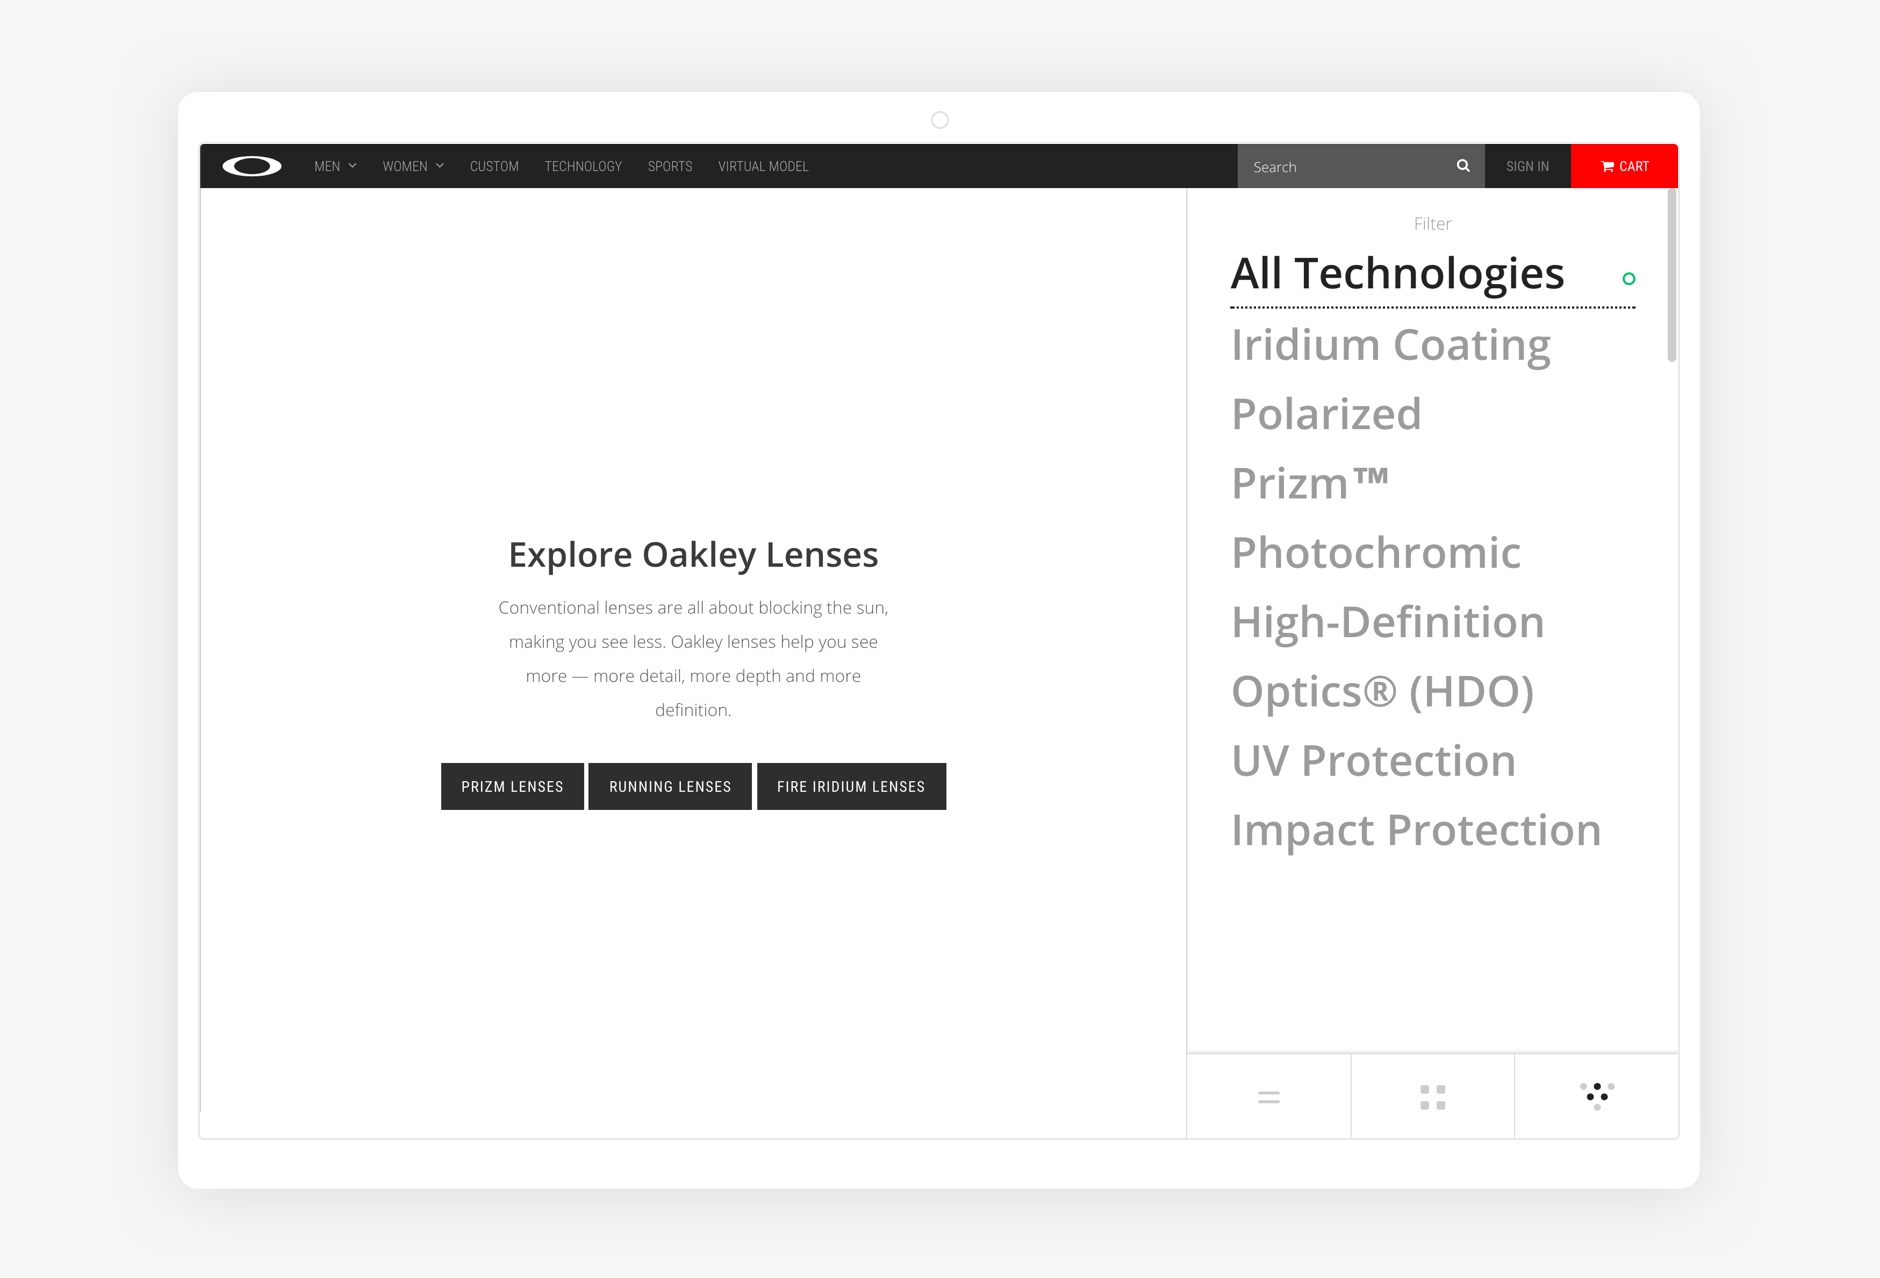 MEN WOMEN CUSTOM TECHNOLOGY SPORTS VIRTUAL MODEL Search SIGN IN CART
Explore Oakley Lenses
Conventional lenses are all about blocking the sun,
making you see less. Oakley lenses help you see
more — more detail, more depth and more
definition.
PRIZM LENSES RUNNING LENSES FIRE IRIDIUM LENSES
Filter
All Technologies
Iridium Coating
Polarized
Prizm™
Photochromic
High-Definition
Optics® (HDO)
UV Protection
Impact Protection